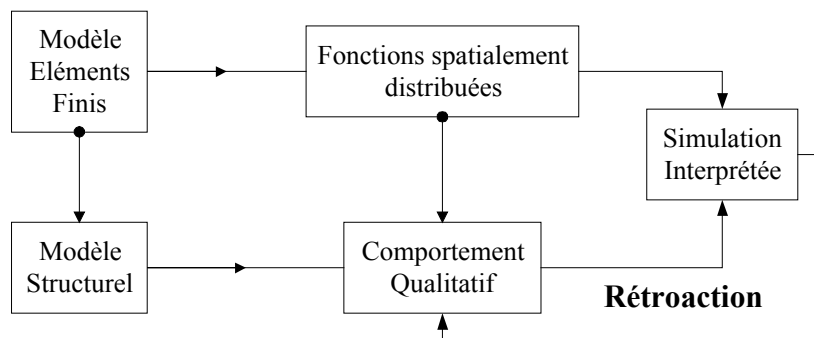 Modèle
Eléments
Finis
Fonctions spatialement
distribuées
Simulation
Interprétée
Modèle
Structurel
Comportement
Qualitatif
Rétroaction